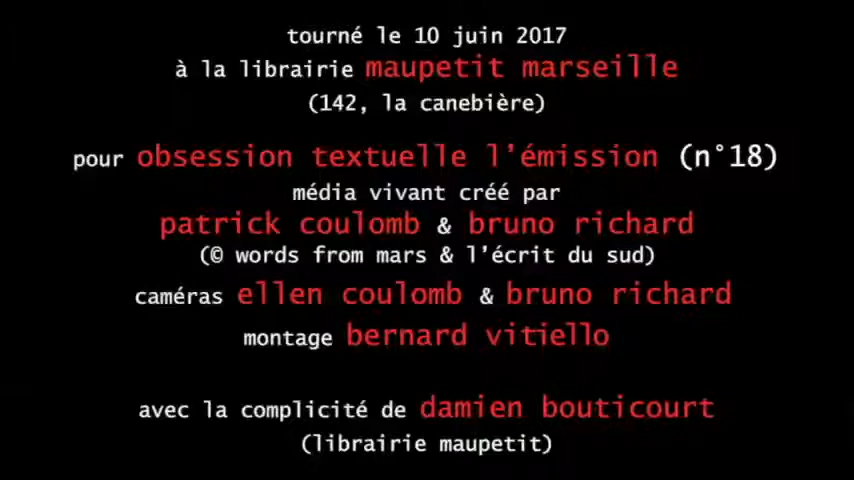 tourné le 10 juin 2017
à la librairie maupetit marseille
(142, la canebière)
pour obsession textuelle l'émission (n°18)
média vivant créé par
patrick coulomb & bruno richard
(© words from mars & l'écrit du sud)
caméras ellen coulomb & bruno richard
montage bernard vitiello
avec la complicité de damien bouticourt
(librairie maupetit)